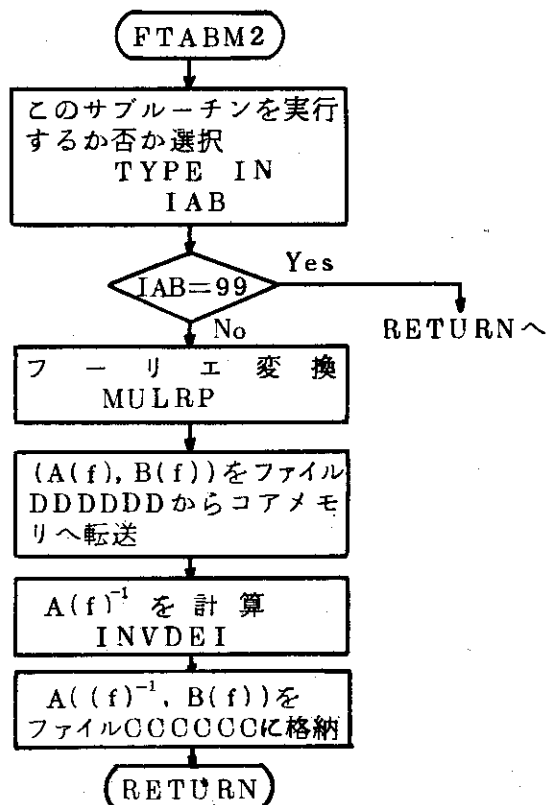 FTABM2
このサブルーチンを実行
するか否か選択
TYPE IN
IAB
IAB=99
Yes
No
RETURNへ
フーリエ変換
MULRP
(A(f), B(f))をファイル
DDDDDDからコアメモ
リへ転送
A(f)⁻¹ を計算
INVDEI
A((f)⁻¹, B(f))を
ファイルCCCCCCに格納
RETURN